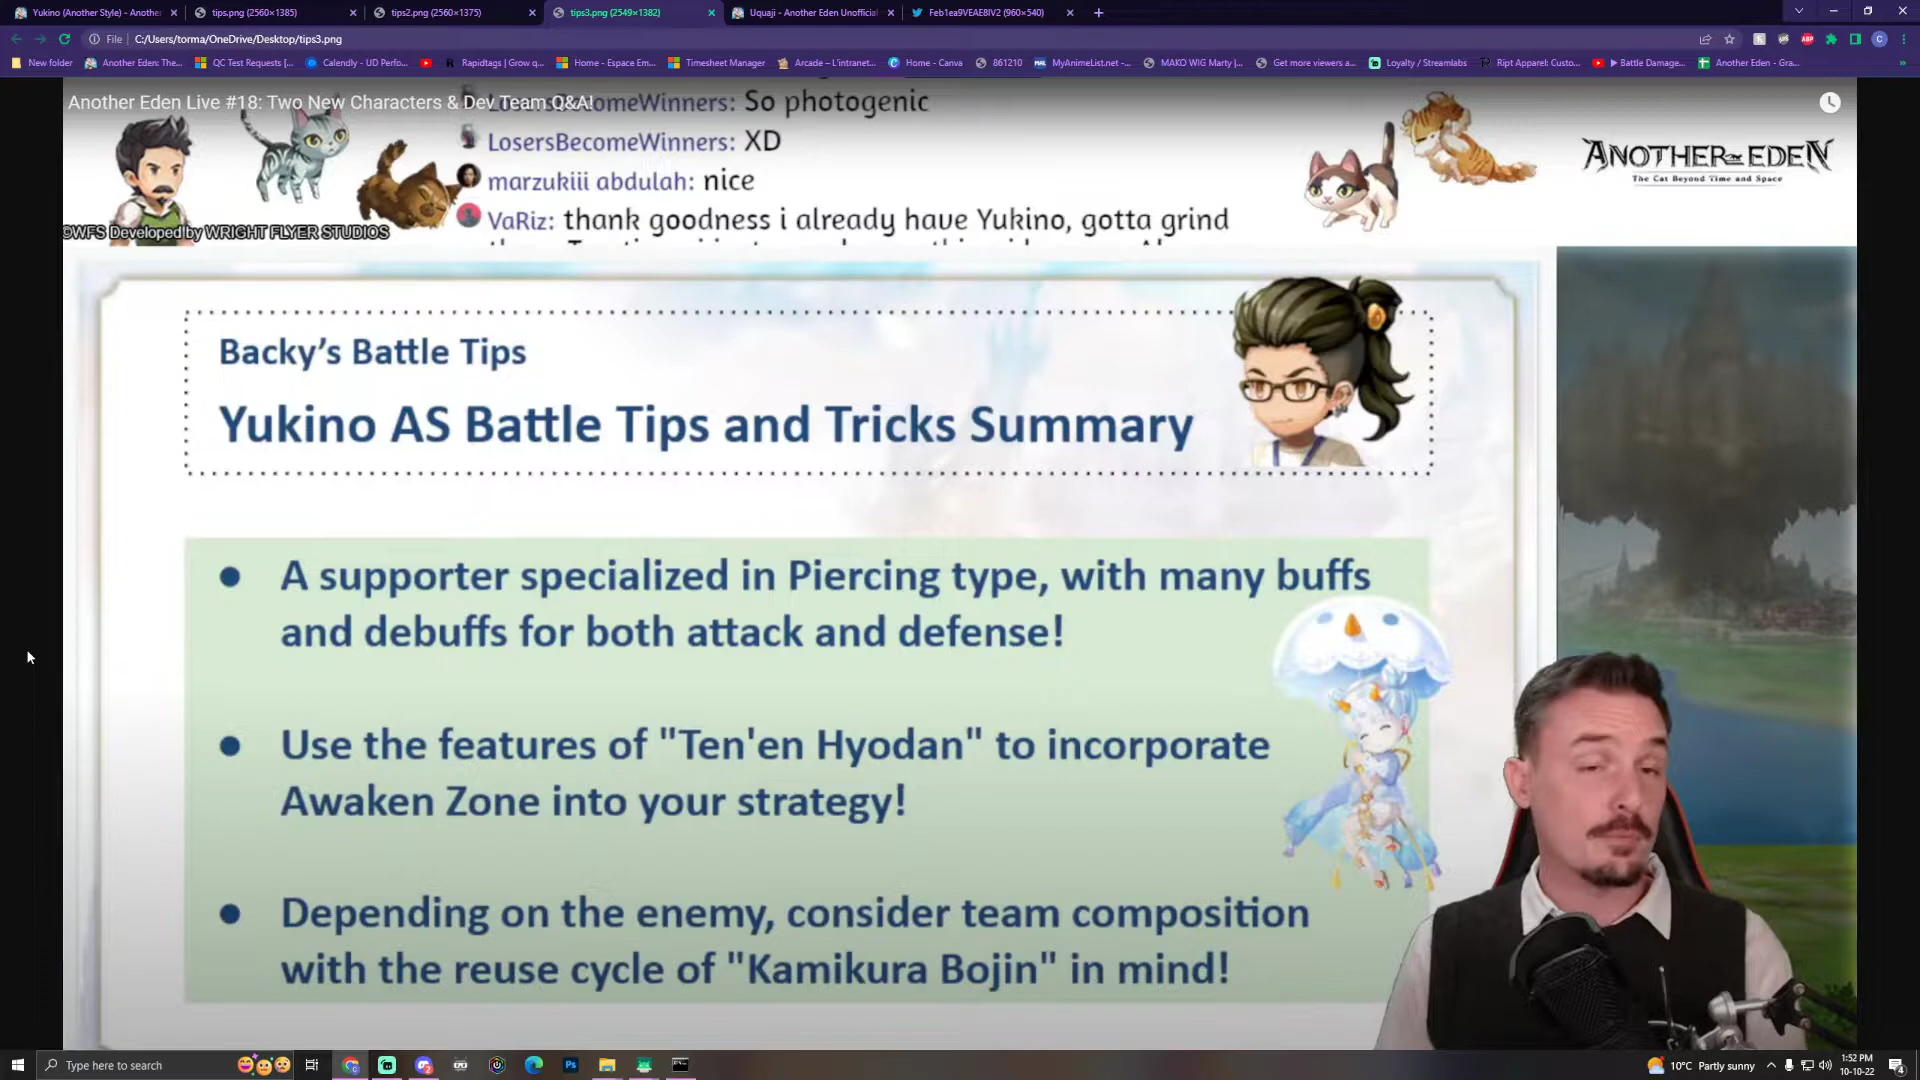 Yukino (Another Style) - Another
tips.png (2560×1385)
tips2.png (2560×1375)
tips3.png (2549×1382)
Uquaji - Another Eden Unofficial
Feb1ea9VEAE8IV2 (960×540)
File
C:/Users/torma/OneDrive/Desktop/tips3.png
New folder
Another Eden: The...
QC Test Requests [...
Calendly - UD Perfo...
Rapidtags | Grow q...
Home - Espace Em...
Timesheet Manager
Arcade – L'intranet...
Home - Canva
861210
MyAnimeList.net -...
MAKO WIG Marty |...
Get more viewers a...
Loyalty / Streamlabs
Ript Apparel: Custo...
Battle Damage...
Another Eden - Gra...
Another Eden Live #18: Two New Characters & Dev Team Q&A!
LosersBecomeWinners: So photogenic
LosersBecomeWinners: XD
marzukiii abdulah: nice
VaRiz: thank goodness i already have Yukino, gotta grind
©WFS Developed by WRIGHT FLYER STUDIOS
ANOTHER EDEN
The Cat Beyond Time and Space
Backy's Battle Tips
Yukino AS Battle Tips and Tricks Summary
● A supporter specialized in Piercing type, with many buffs
and debuffs for both attack and defense!
● Use the features of "Ten'en Hyodan" to incorporate
Awaken Zone into your strategy!
● Depending on the enemy, consider team composition
with the reuse cycle of "Kamikura Bojin" in mind!
Type here to search
10°C Partly sunny
1:52 PM
10-10-22